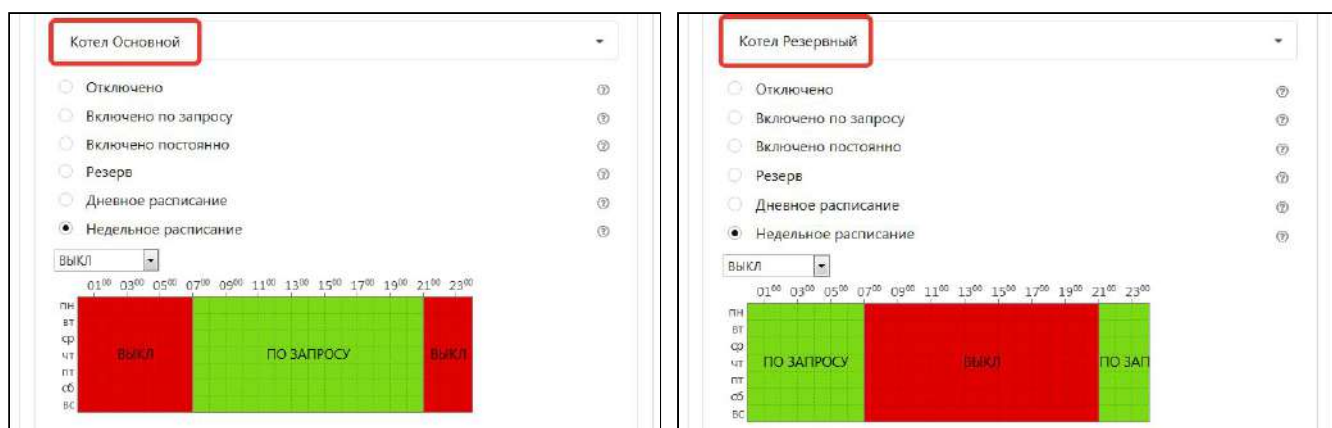 Котел Основной
Отключено
Включено по запросу
Включено постоянно
Резерв
Дневное расписание
Недельное расписание
ВЫКЛ
01⁰⁰ 03⁰⁰ 05⁰⁰ 07⁰⁰ 09⁰⁰ 11⁰⁰ 13⁰⁰ 15⁰⁰ 17⁰⁰ 19⁰⁰ 21⁰⁰ 23⁰⁰
пн
вт
ср
чт
пт
сб
вс
ВЫКЛ ПО ЗАПРОСУ ВЫКЛ
Котел Резервный
Отключено
Включено по запросу
Включено постоянно
Резерв
Дневное расписание
Недельное расписание
ВЫКЛ
01⁰⁰ 03⁰⁰ 05⁰⁰ 07⁰⁰ 09⁰⁰ 11⁰⁰ 13⁰⁰ 15⁰⁰ 17⁰⁰ 19⁰⁰ 21⁰⁰ 23⁰⁰
пн
вт
ср
чт
пт
сб
вс
ПО ЗАПРОСУ ВЫКЛ ПО ЗАП